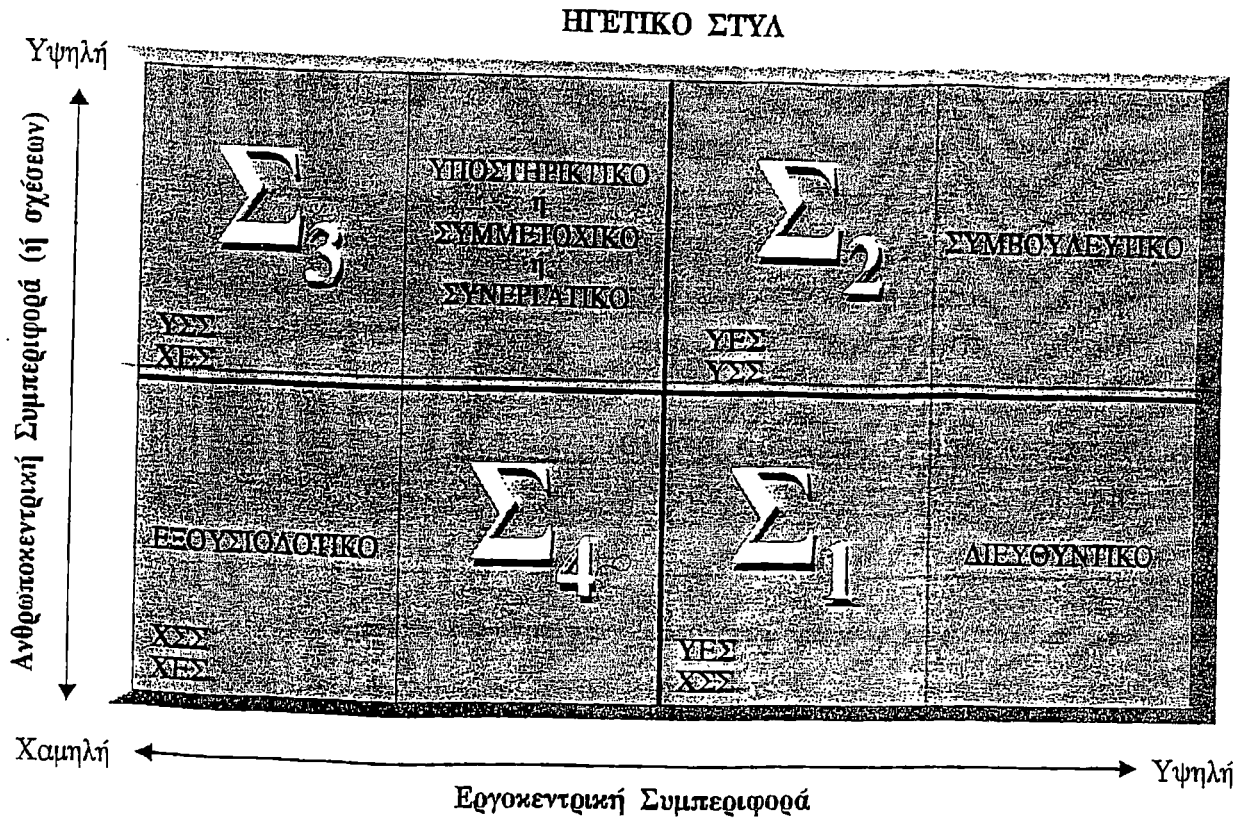 ΗΓΕΤΙΚΟ ΣΤΥΛ
Υψηλή
Ανθρωποκεντρική Συμπεριφορά (ή σχέσεων)
Σ3
ΥΠΟΣΤΗΡΙΚΤΙΚΟ
ή
ΣΥΜΜΕΤΟΧΙΚΟ
ή
ΣΥΝΕΡΓΑΤΙΚΟ
ΥΣΣ
ΧΕΣ
Σ2
ΣΥΜΒΟΥΛΕΥΤΙΚΟ
ΥΕΣ
ΥΣΣ
ΕΞΟΥΣΙΟΔΟΤΙΚΟ
Σ4
ΧΣΣ
ΧΕΣ
Σ1
ΔΙΕΥΘΥΝΤΙΚΟ
ΥΕΣ
ΧΣΣ
Χαμηλή
Υψηλή
Εργοκεντρική Συμπεριφορά